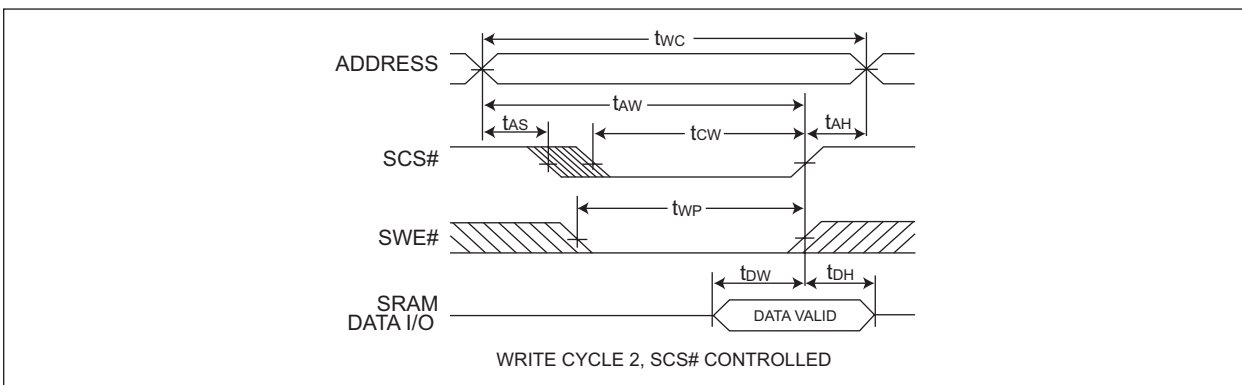 tWC
ADDRESS
tAW
tAS
tCW
tAH
SCS#
tWP
SWE#
tDW
tDH
SRAM
DATA I/O
DATA VALID
WRITE CYCLE 2, SCS# CONTROLLED